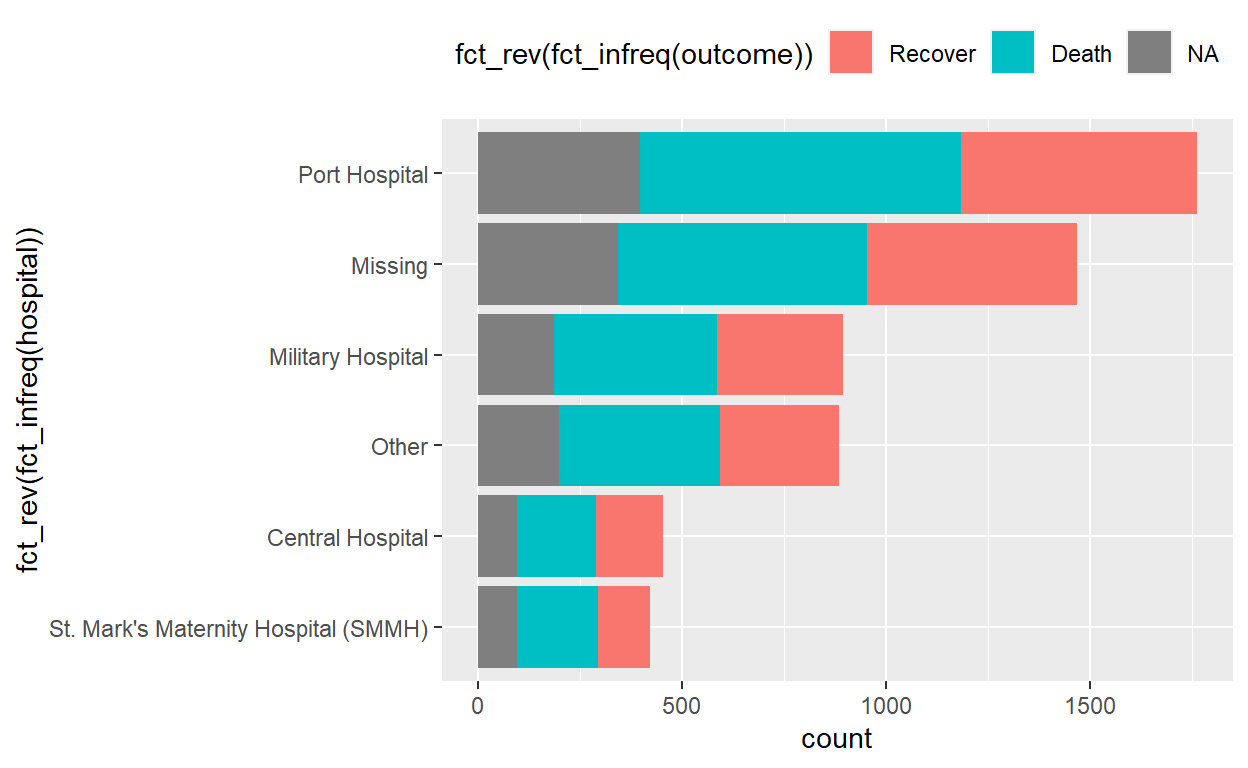 fct_rev(fct_infreq(outcome)) Recover Death NA
fct_rev(fct_infreq(hospital))
Port Hospital
Missing
Military Hospital
Other
Central Hospital
St. Mark's Maternity Hospital (SMMH)
0 500 1000 1500
count